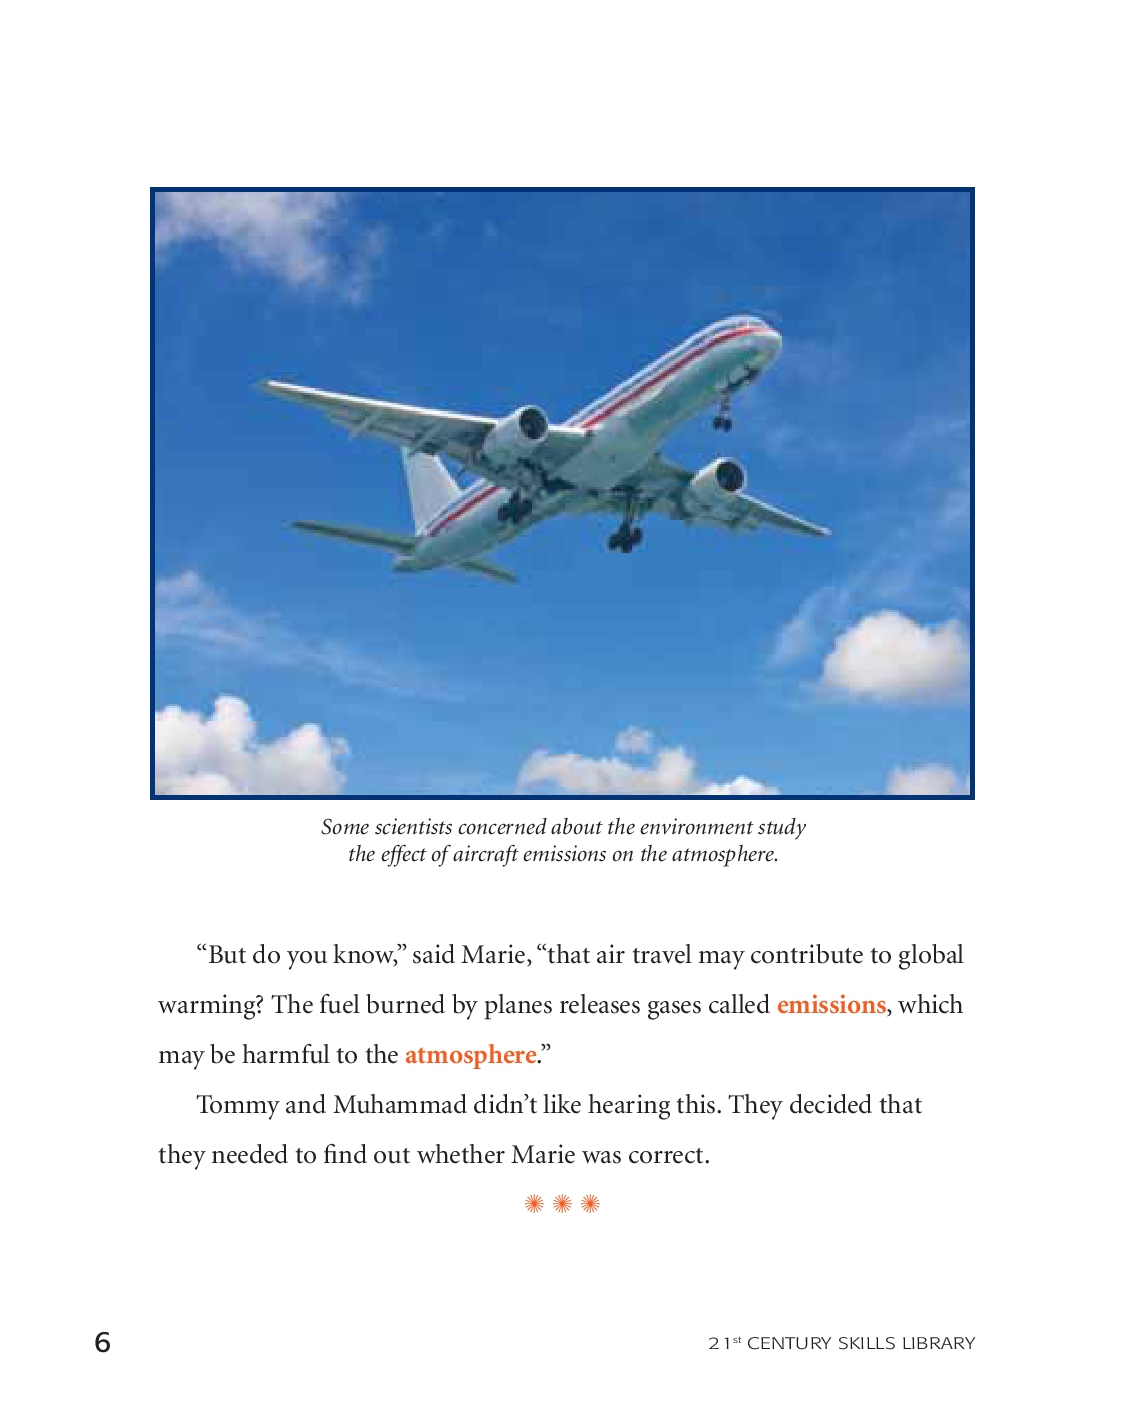 Some scientists concerned about the environment study
the effect of aircraft emissions on the atmosphere.
“But do you know,” said Marie, “that air travel may contribute to global
warming? The fuel burned by planes releases gases called emissions, which
may be harmful to the atmosphere.”
Tommy and Muhammad didn’t like hearing this. They decided that
they needed to find out whether Marie was correct.
6
21st CENTURY SKILLS LIBRARY